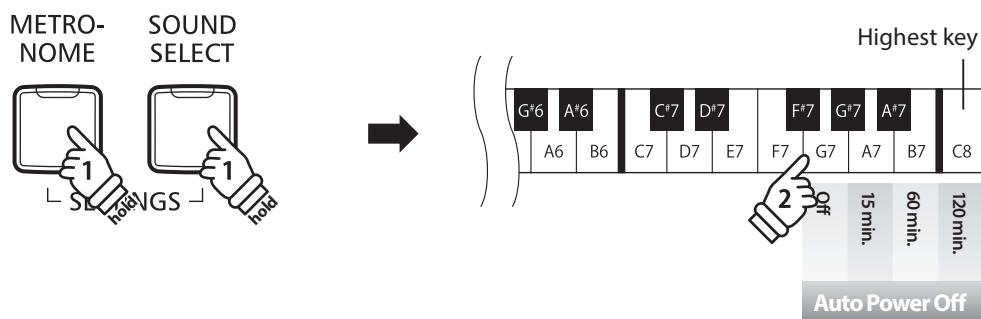 METRO-
NOME
SOUND
SELECT
1
hold
1
hold
SETTINGS
Highest key
G#6 A#6 C#7 D#7 F#7 G#7 A#7
A6 B6 C7 D7 E7 F7 G7 A7 B7 C8
2
Off
15 min.
60 min.
120 min.
Auto Power Off